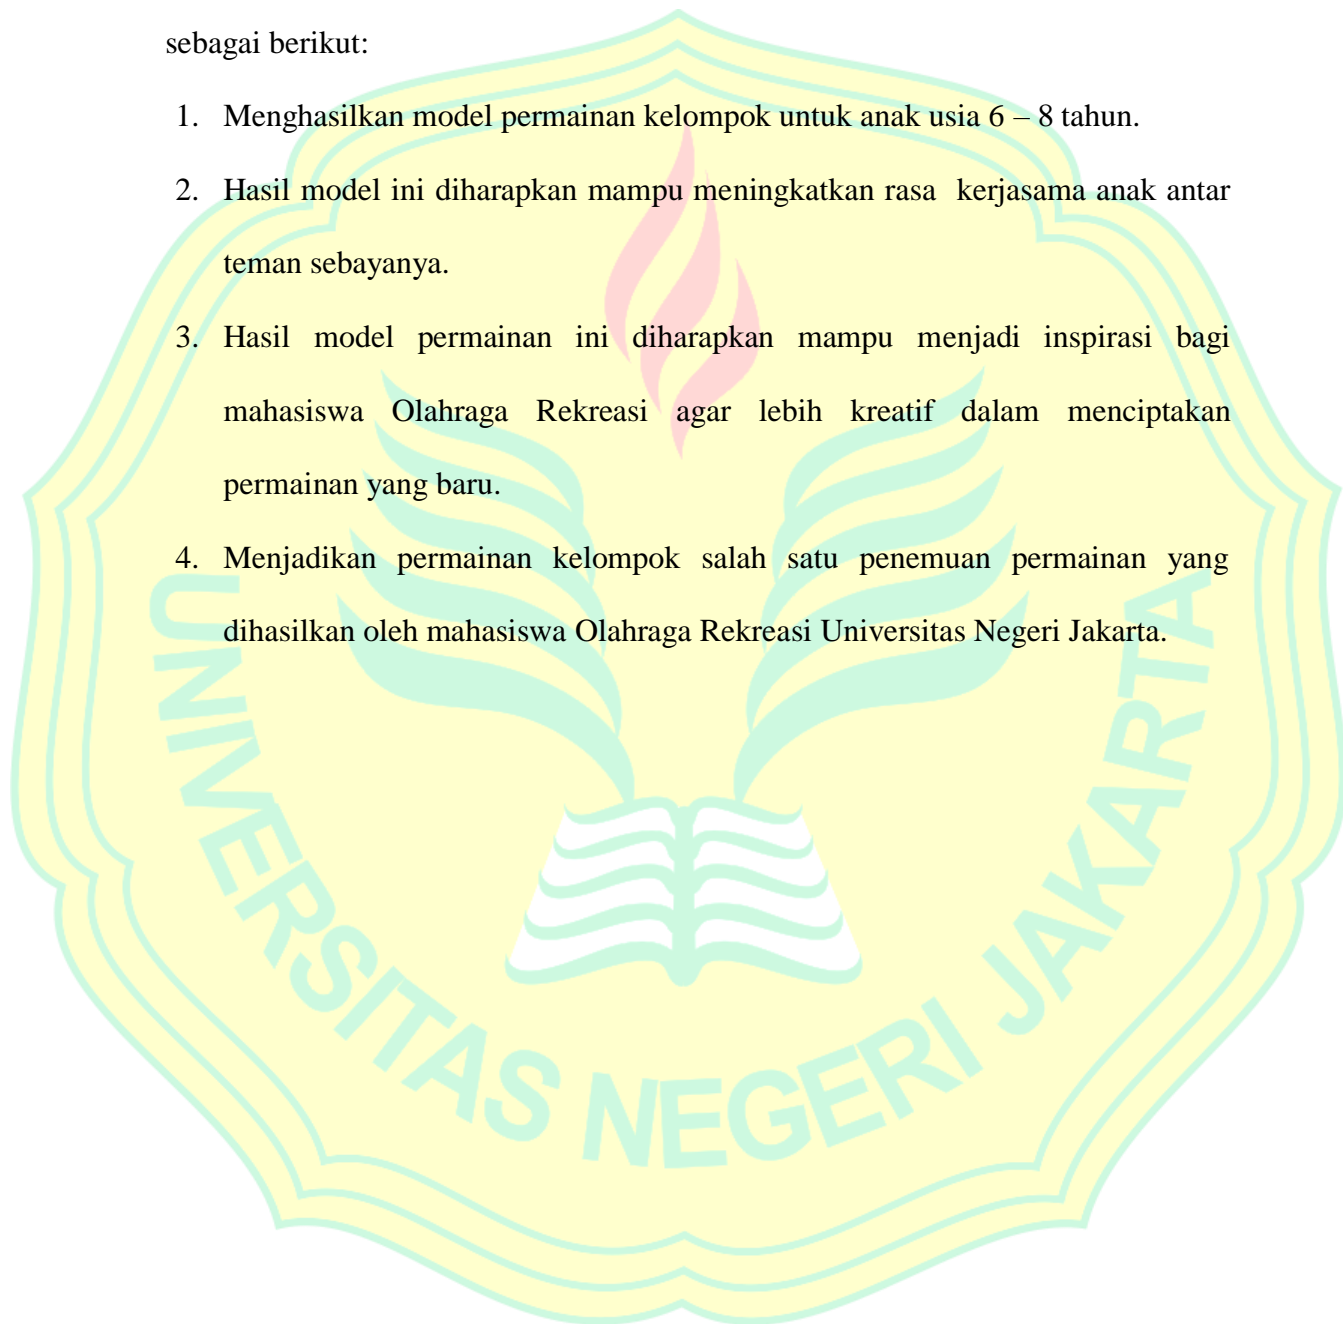 sebagai berikut:
1. Menghasilkan model permainan kelompok untuk anak usia 6 – 8 tahun.
2. Hasil model ini diharapkan mampu meningkatkan rasa kerjasama anak antar
teman sebayanya.
3. Hasil model permainan ini diharapkan mampu menjadi inspirasi bagi
mahasiswa Olahraga Rekreasi agar lebih kreatif dalam menciptakan
permainan yang baru.
4. Menjadikan permainan kelompok salah satu penemuan permainan yang
dihasilkan oleh mahasiswa Olahraga Rekreasi Universitas Negeri Jakarta.
UNIVERSITAS NEGERI JAKARTA